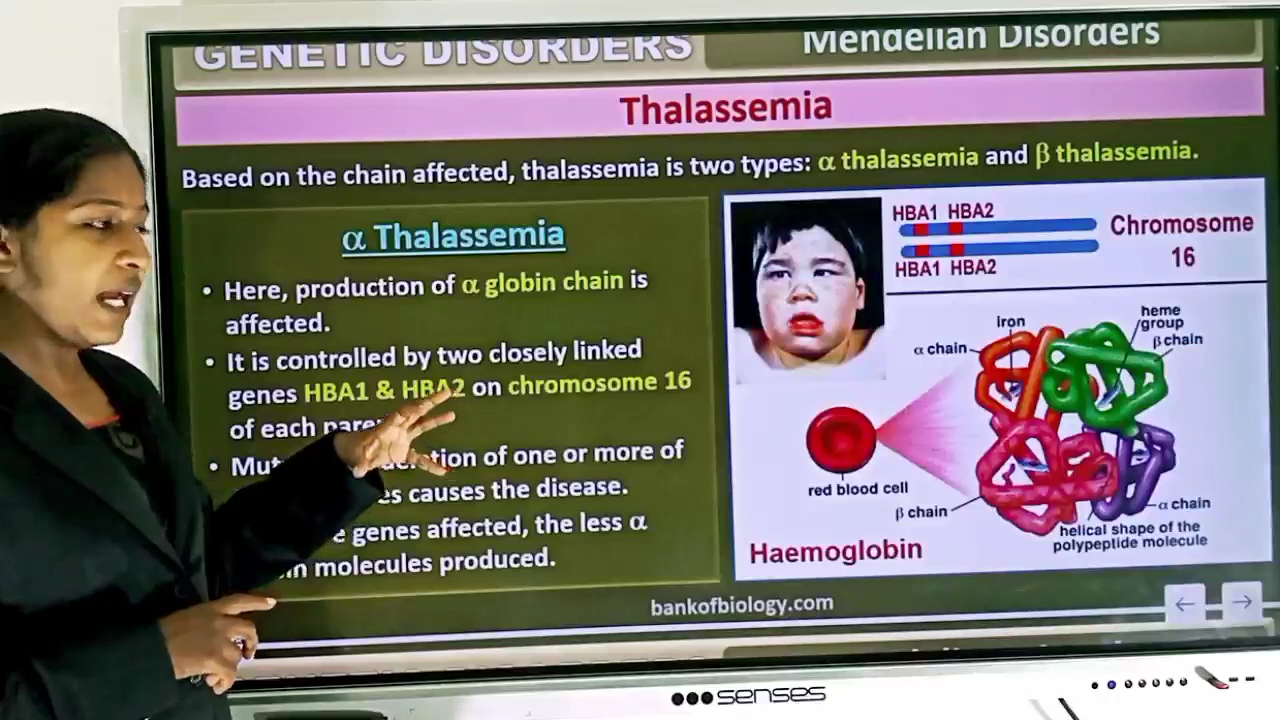 GENETIC DISORDERS
Mendelian Disorders
Thalassemia
Based on the chain affected, thalassemia is two types: α thalassemia and β thalassemia.
α Thalassemia
• Here, production of α globin chain is
affected.
• It is controlled by two closely linked
genes HBA1 & HBA2 on chromosome 16
of each
• of one or more of
causes the disease.
genes affected, the less α
molecules produced.
HBA1 HBA2
HBA1 HBA2
Chromosome
16
iron
heme
group
α chain
β chain
red blood cell
β chain
α chain
helical shape of the
polypeptide molecule
Haemoglobin
bankofbiology.com
senses